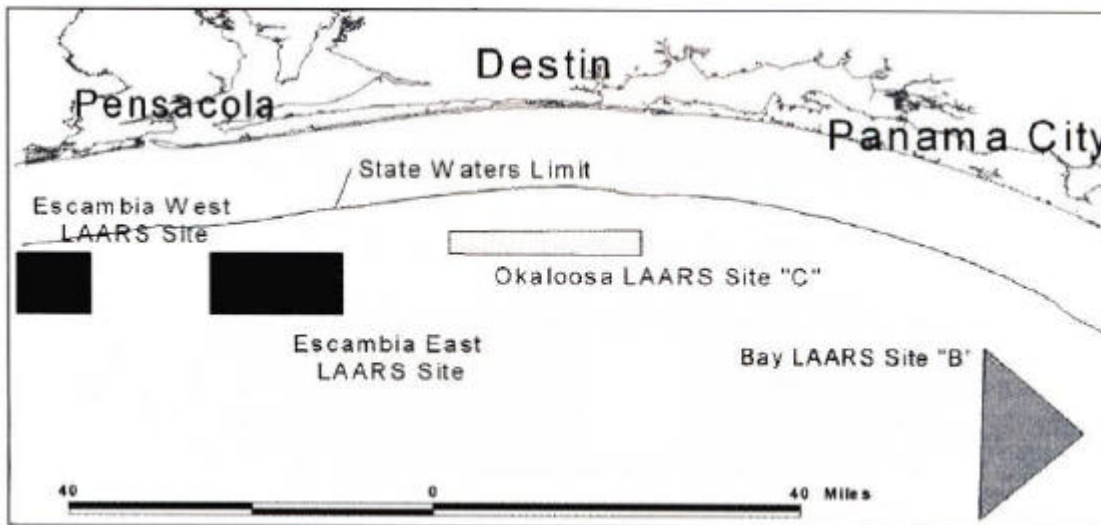 Destin
Pensacola
Panama City
State Waters Limit
Escambia West
LAARS Site
Okaloosa LAARS Site "C"
Escambia East
LAARS Site
Bay LAARS Site "B"
40 0 40 Miles